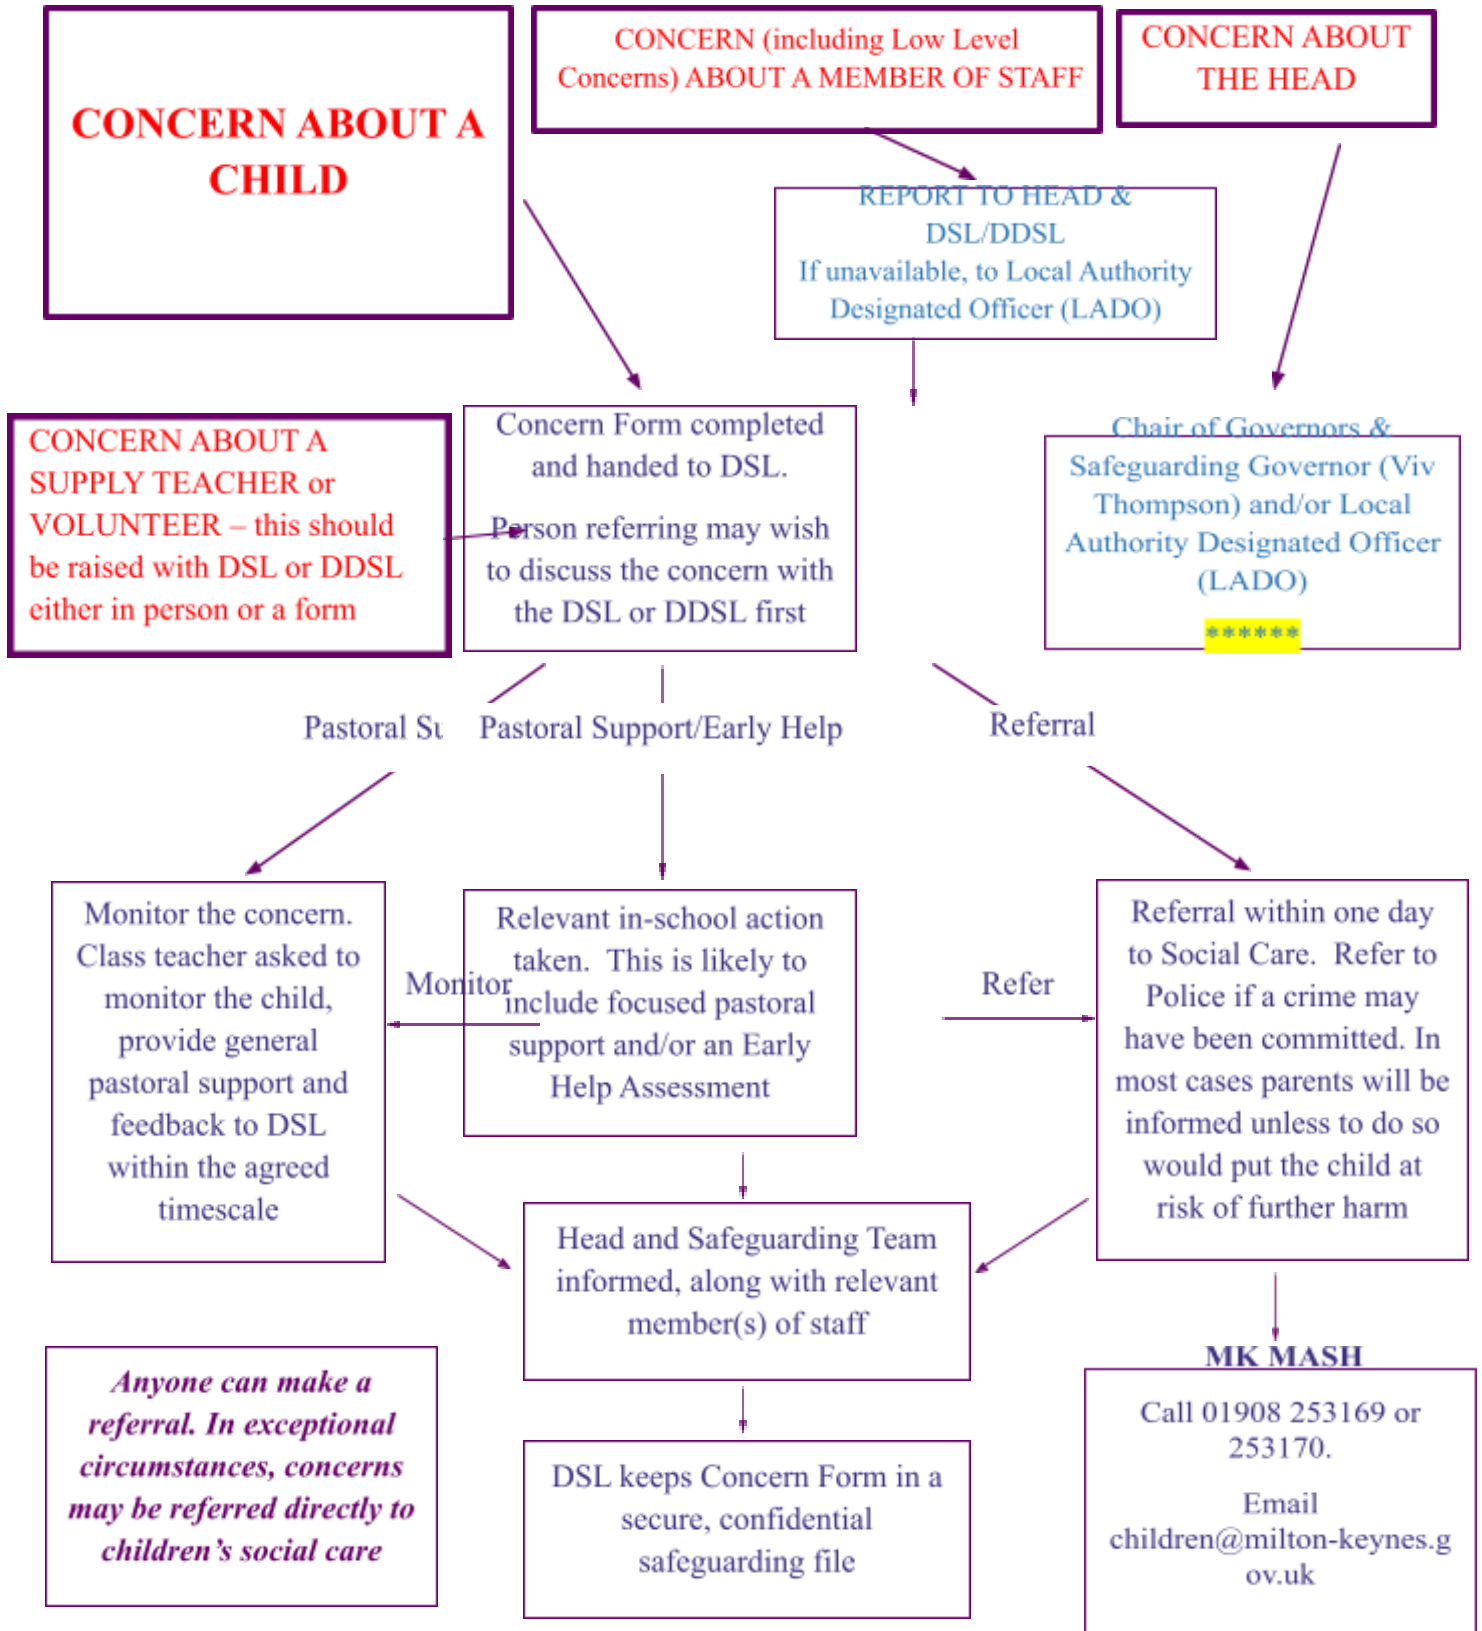 CONCERN ABOUT A
CHILD
CONCERN (including Low Level
Concerns) ABOUT A MEMBER OF STAFF
CONCERN ABOUT
THE HEAD
REPORT TO HEAD &
DSL/DDSL
If unavailable, to Local Authority
Designated Officer (LADO)
CONCERN ABOUT A
SUPPLY TEACHER or
VOLUNTEER – this should
be raised with DSL or DDSL
either in person or a form
Concern Form completed
and handed to DSL.
Person referring may wish
to discuss the concern with
the DSL or DDSL first
Chair of Governors &
Safeguarding Governor (Viv
Thompson) and/or Local
Authority Designated Officer
(LADO)
******
Pastoral Su
Pastoral Support/Early Help
Referral
Monitor the concern.
Class teacher asked to
monitor the child,
provide general
pastoral support and
feedback to DSL
within the agreed
timescale
Monitor
Relevant in-school action
taken. This is likely to
include focused pastoral
support and/or an Early
Help Assessment
Refer
Referral within one day
to Social Care. Refer to
Police if a crime may
have been committed. In
most cases parents will be
informed unless to do so
would put the child at
risk of further harm
Head and Safeguarding Team
informed, along with relevant
member(s) of staff
Anyone can make a
referral. In exceptional
circumstances, concerns
may be referred directly to
children's social care
DSL keeps Concern Form in a
secure, confidential
safeguarding file
MK MASH
Call 01908 253169 or
253170.
Email
children@milton-keynes.g
ov.uk